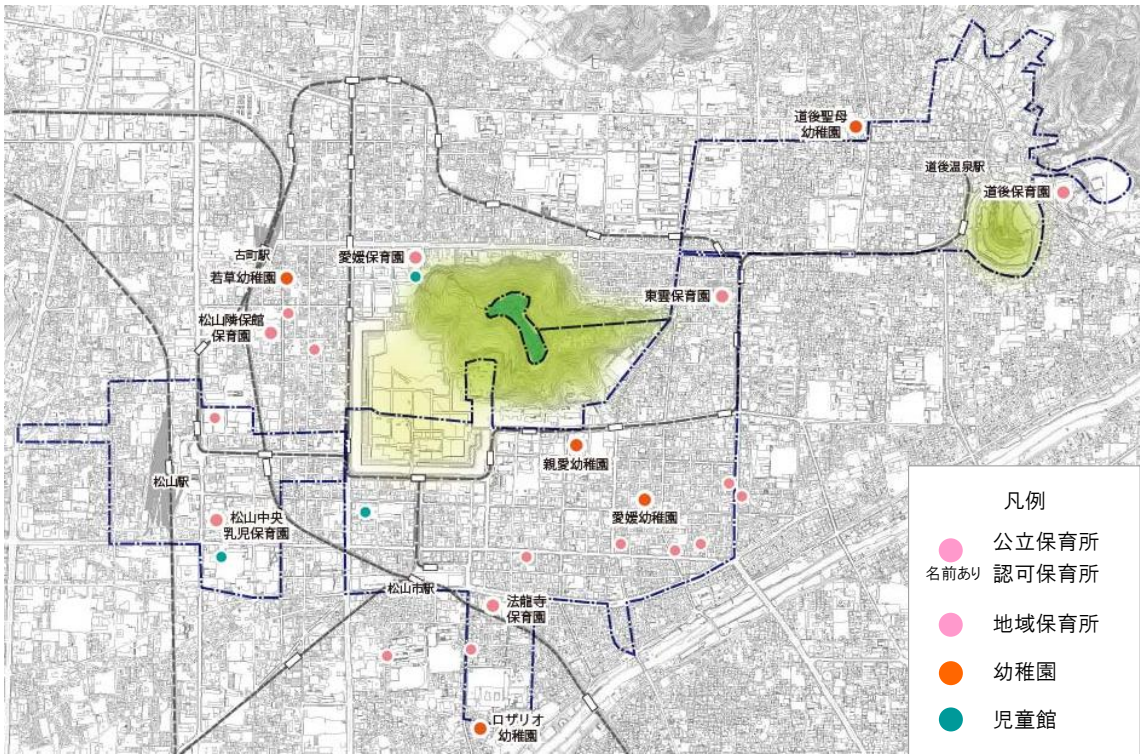 道後聖母
幼稚園
道後温泉駅
道後保育園
古町駅
愛媛保育園
若草幼稚園
東雲保育園
松山隣保館
保育園
親愛幼稚園
松山駅
愛媛幼稚園
松山中央
乳児保育園
松山市駅
法龍寺
保育園
ロザリオ
幼稚園
凡例
公立保育所
名前あり 認可保育所
地域保育所
幼稚園
児童館